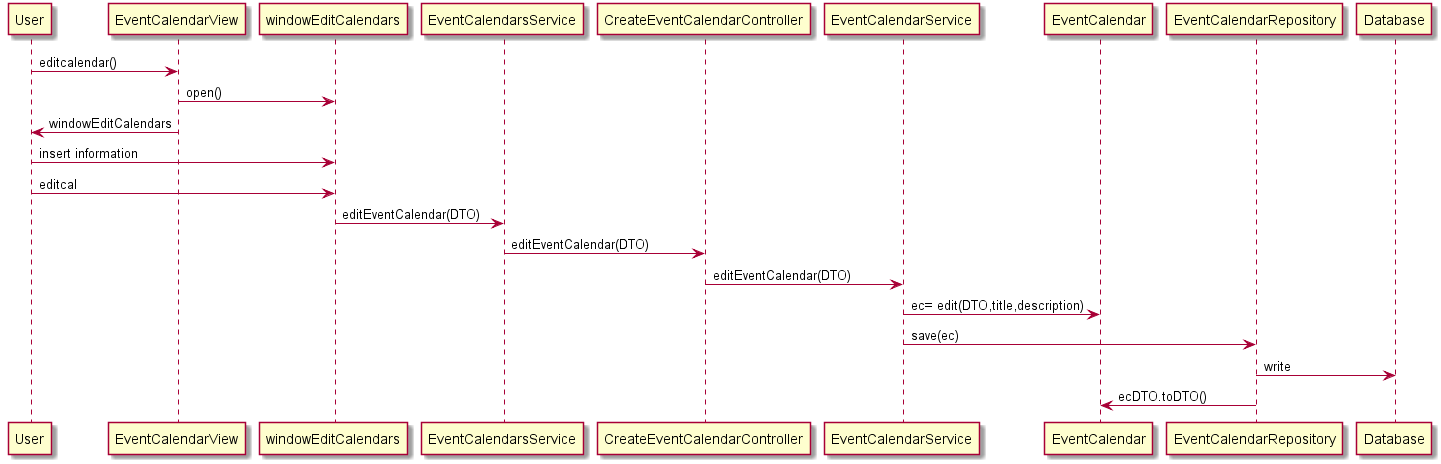 User EventCalendarView windowEditCalendars EventCalendarsService CreateEventCalendarController EventCalendarService EventCalendar EventCalendarRepository Database
editcalendar()
open()
windowEditCalendars
insert information
editcal
editEventCalendar(DTO)
editEventCalendar(DTO)
editEventCalendar(DTO)
ec= edit(DTO,title,description)
save(ec)
write
ecDTO.toDTO()
User EventCalendarView windowEditCalendars EventCalendarsService CreateEventCalendarController EventCalendarService EventCalendar EventCalendarRepository Database